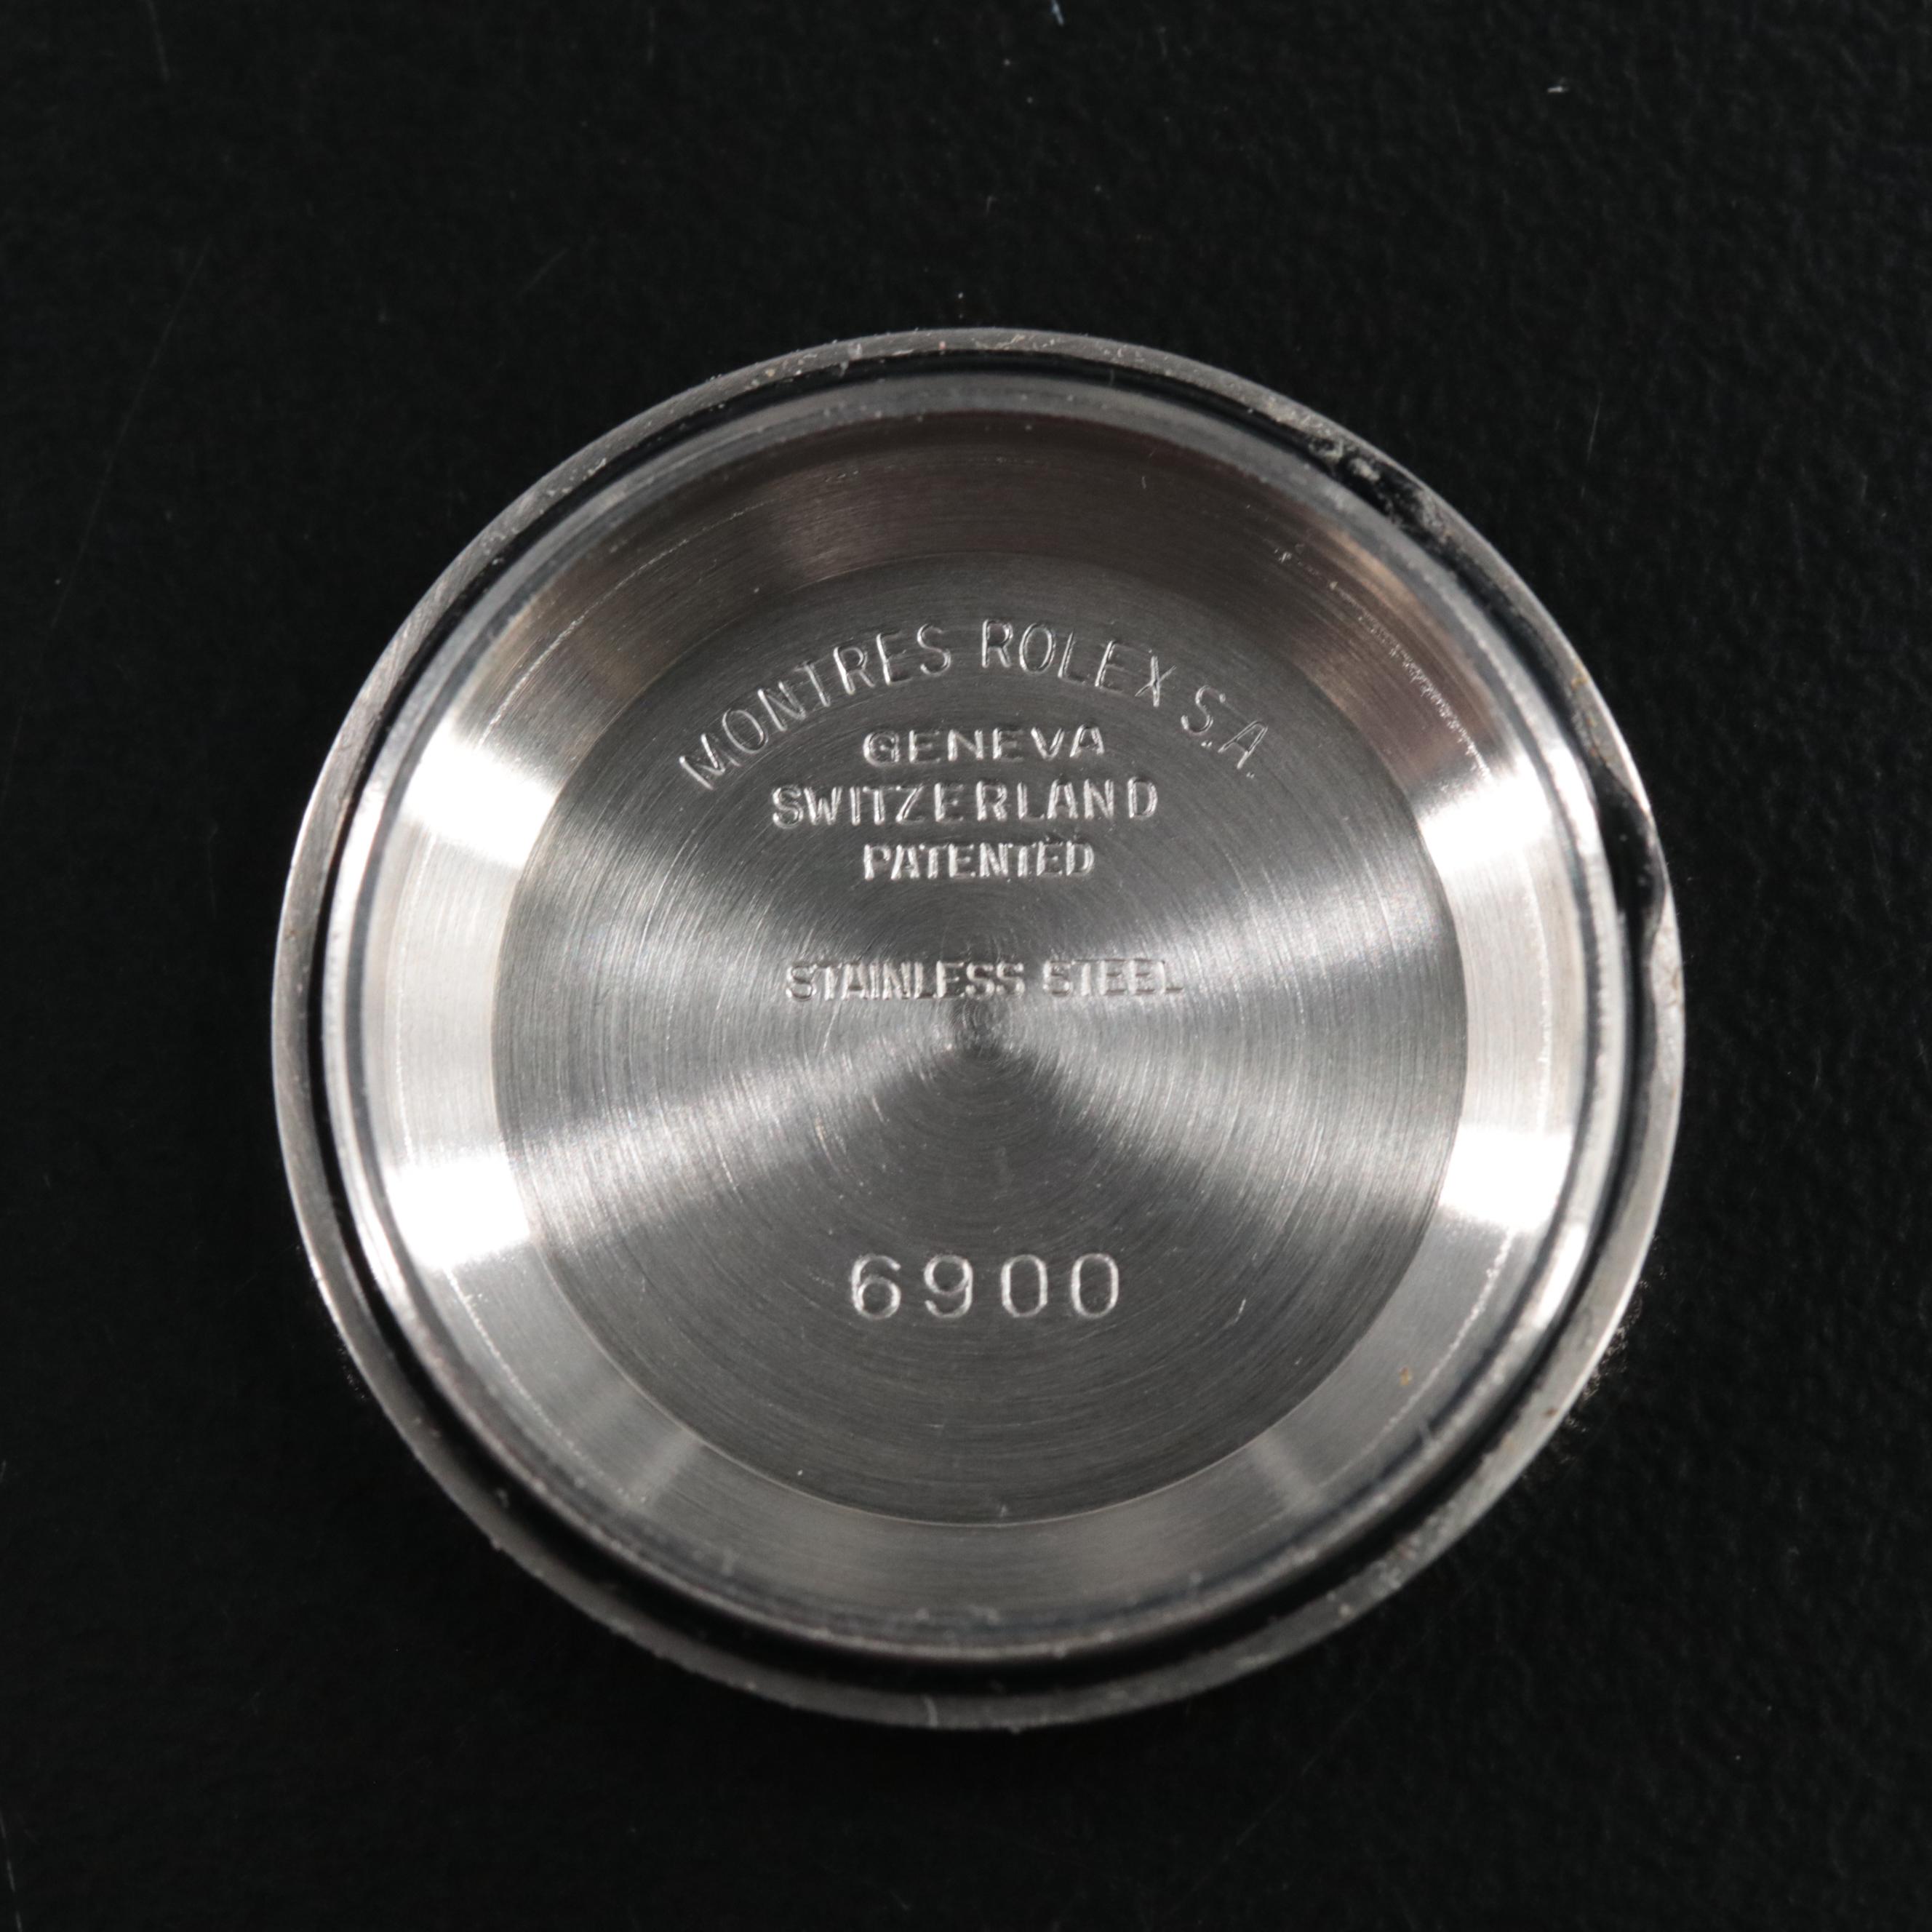 MONTRES ROLEX S.A.
GENEVA
SWITZERLAND
PATENTED
STAINLESS STEEL
6900